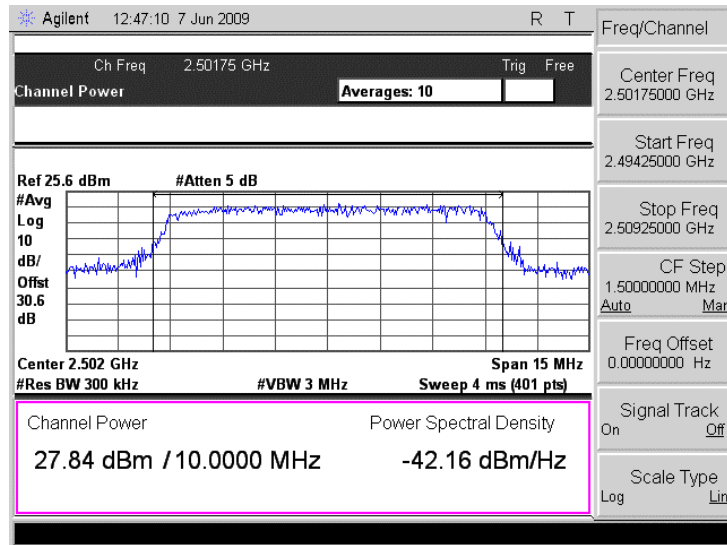 Agilent 12:47:10 7 Jun 2009 R T
Ch Freq 2.50175 GHz Trig Free
Channel Power Averages: 10
Ref 25.6 dBm #Atten 5 dB
#Avg
Log
10
dB/
Offst
30.6
dB
Center 2.502 GHz Span 15 MHz
#Res BW 300 kHz #VBW 3 MHz Sweep 4 ms (401 pts)
Channel Power Power Spectral Density
27.84 dBm / 10.0000 MHz -42.16 dBm/Hz
Freq/Channel
Center Freq
2.50175000 GHz
Start Freq
2.49425000 GHz
Stop Freq
2.50925000 GHz
CF Step
1.50000000 MHz
Auto Man
Freq Offset
0.00000000 Hz
Signal Track
On Off
Scale Type
Log Lin